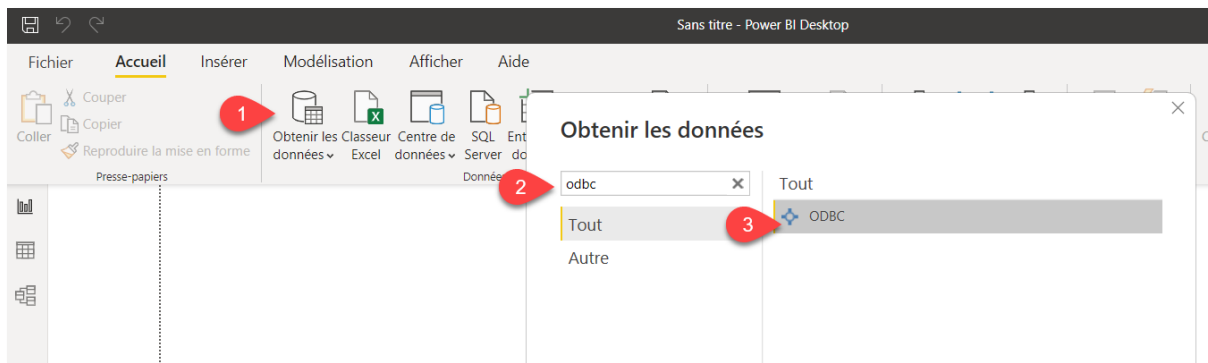 Sans titre - Power BI Desktop
Fichier Accueil Insérer Modélisation Afficher Aide
Coller
Couper
Copier
Reproduire la mise en forme
Presse-papiers
1
Obtenir les données
Classeur Excel
Centre de données
SQL Server
2
Obtenir les données
odbc
Tout
Autre
Tout
3
ODBC